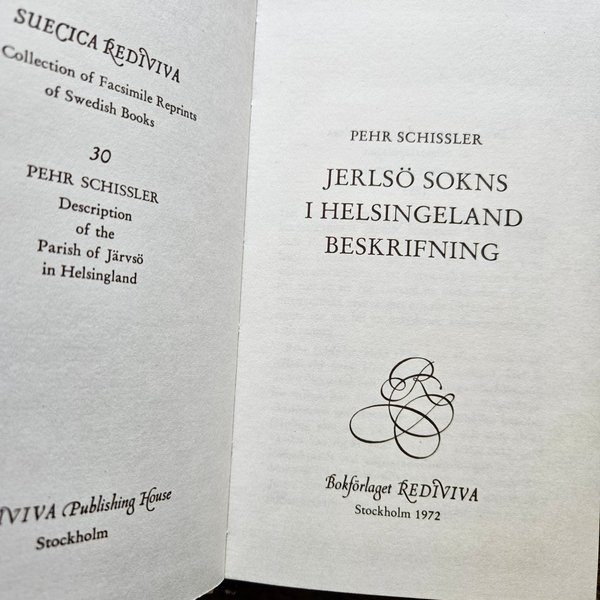 SUECICA REDIVIVA
Collection of Facsimile Reprints
of Swedish Books
30
PEHR SCHISSLER
Description
of the
Parish of Järvsö
in Helsingland
Publishing House
Stockholm
PEHR SCHISSLER
JERLSÖ SOKNS
I HELSINGELAND
BESKRIFNING
Bokförlaget REDIVIVA
Stockholm 1972